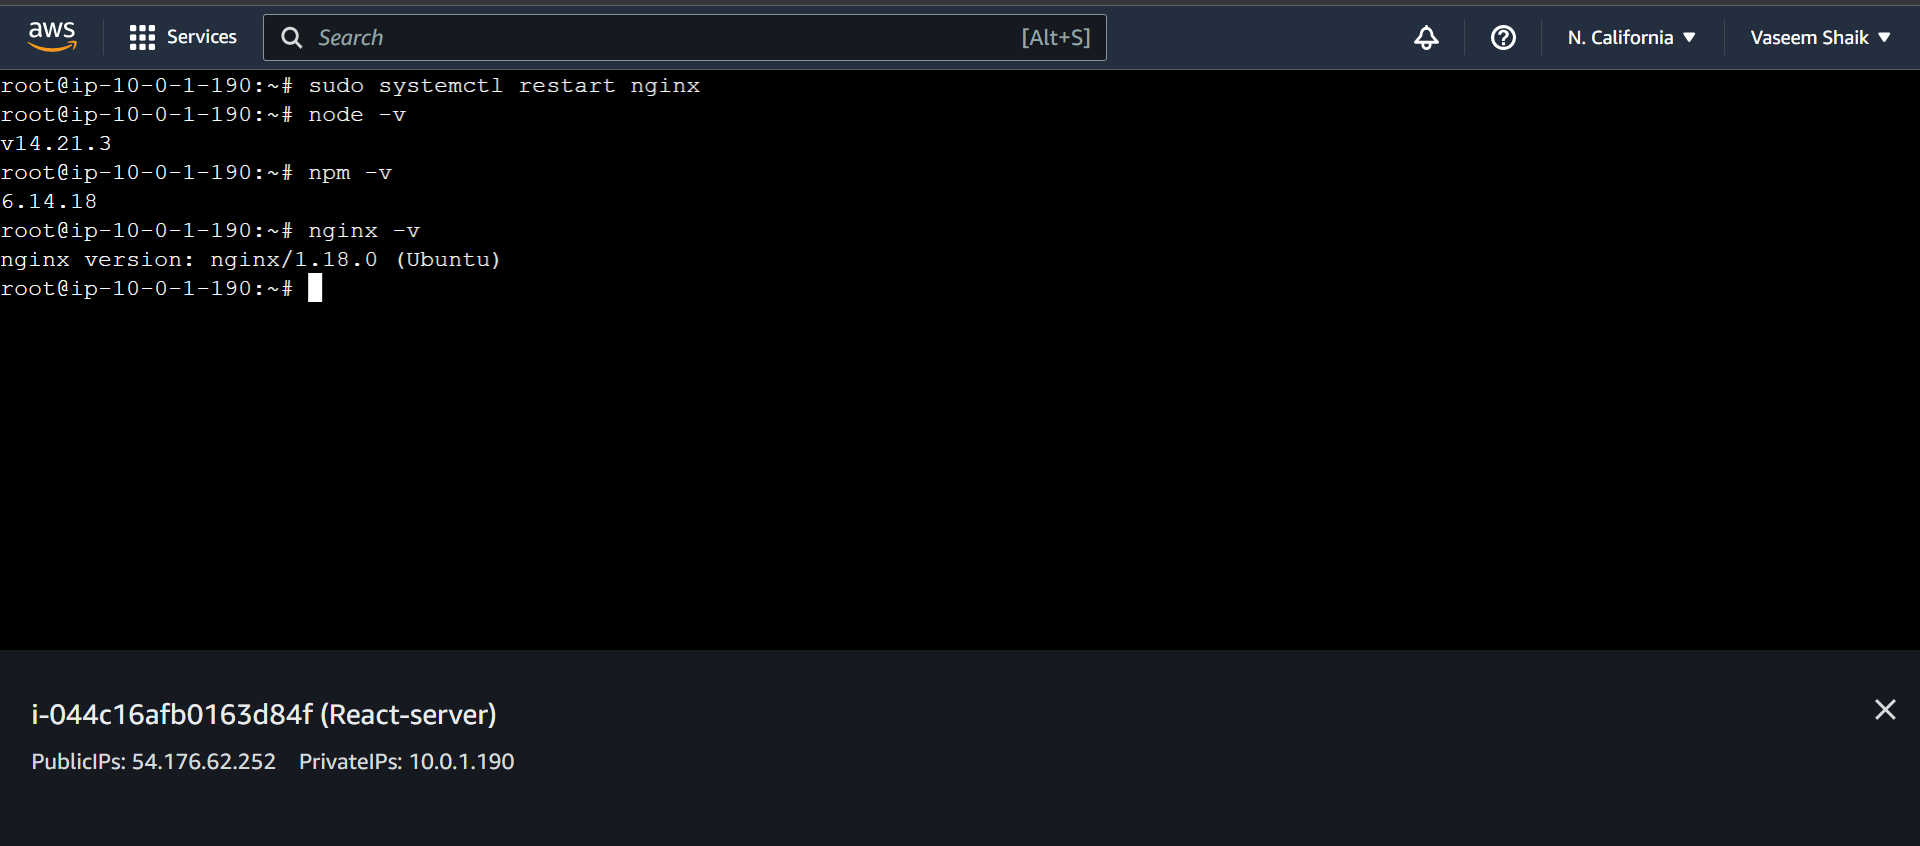 aws Services Search [Alt+S] N. California Vaseem Shaik
root@ip-10-0-1-190:~# sudo systemctl restart nginx
root@ip-10-0-1-190:~# node -v
v14.21.3
root@ip-10-0-1-190:~# npm -v
6.14.18
root@ip-10-0-1-190:~# nginx -v
nginx version: nginx/1.18.0 (Ubuntu)
root@ip-10-0-1-190:~#
i-044c16afb0163d84f (React-server)
PublicIPs: 54.176.62.252 PrivateIPs: 10.0.1.190